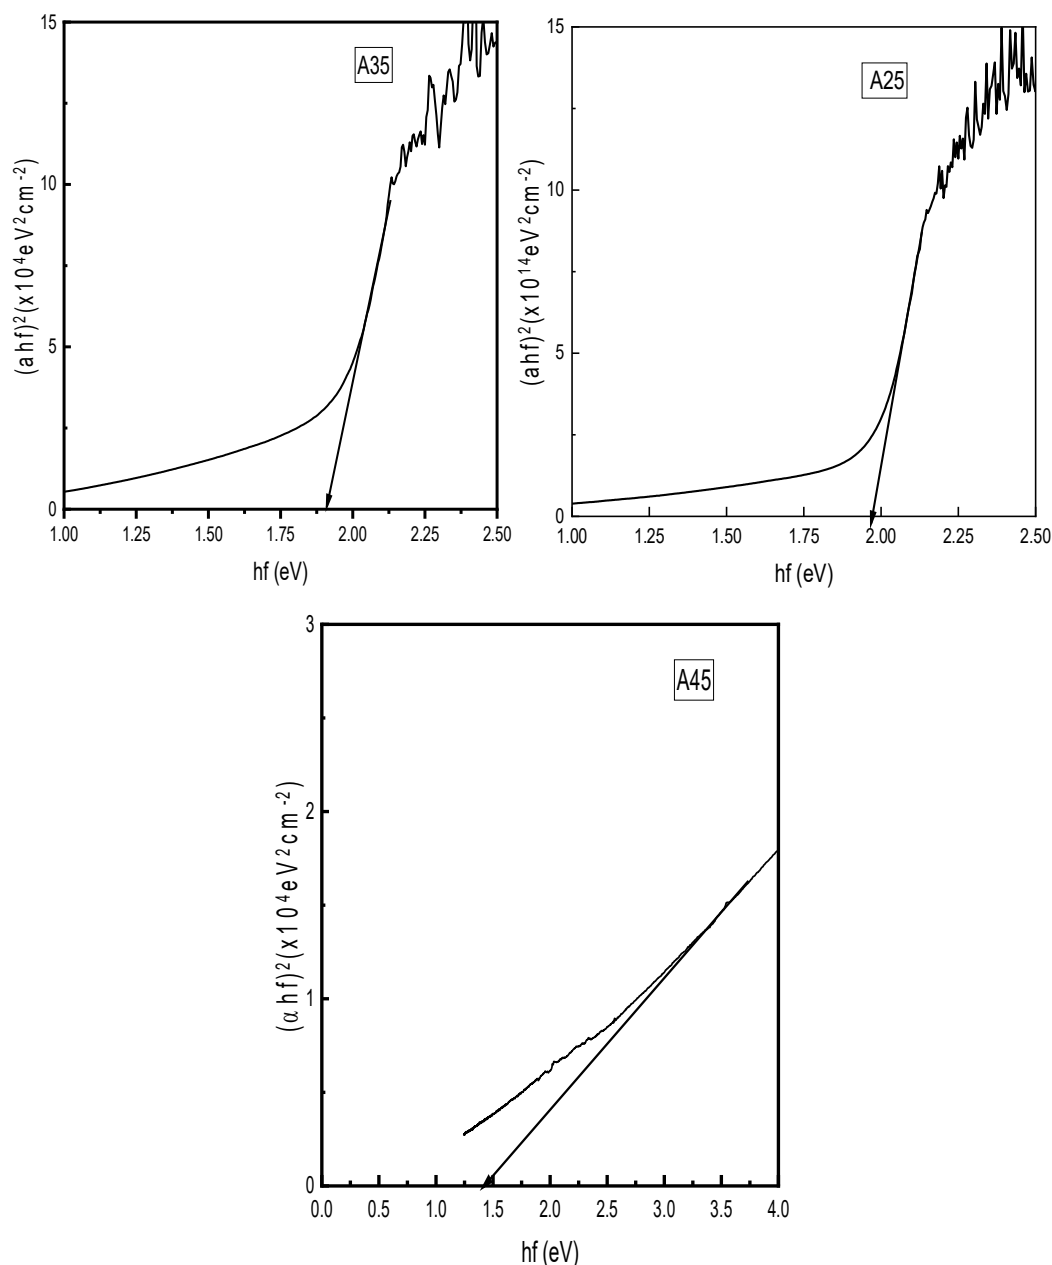 A35
15
10
5
0
(ahf)²(x10⁴eV²cm⁻²)
1.00 1.25 1.50 1.75 2.00 2.25 2.50
hf (eV)
A25
15
10
5
0
(ahf)²(x10¹⁴eV²cm⁻²)
1.00 1.25 1.50 1.75 2.00 2.25 2.50
hf (eV)
A45
3
2
1
0
(αhf)²(x10⁴eV²cm⁻²)
0.0 0.5 1.0 1.5 2.0 2.5 3.0 3.5 4.0
hf (eV)